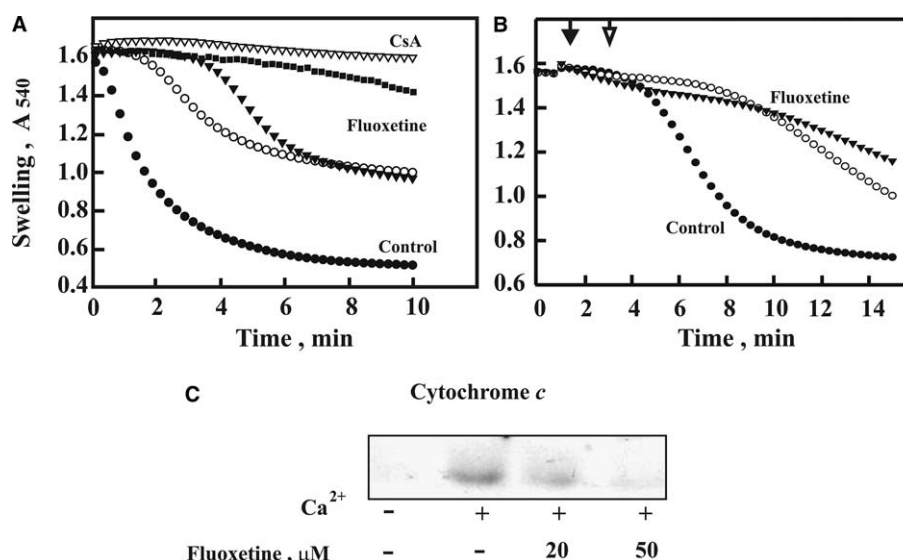 A
B
CsA
Fluoxetine
Control
Swelling , A 540
1.6
1.4
1.2
1.0
0.8
0.6
0.4
0 2 4 6 8 10
Time , min
Fluoxetine
Control
1.6
1.4
1.2
1.0
0.8
0.6
0 2 4 6 8 10 12 14
Time , min
C
Cytochrome c
Ca2+ - + + +
Fluoxetine , μM - - 20 50